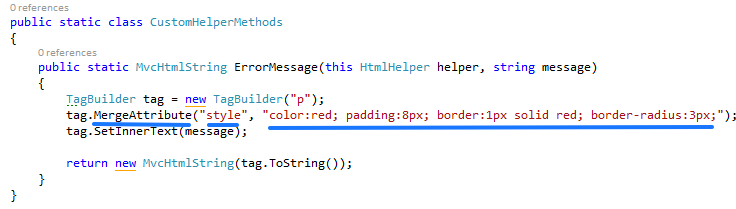 0 references
public static class CustomHelperMethods
{
0 references
public static MvcHtmlString ErrorMessage(this HtmlHelper helper, string message)
{
TagBuilder tag = new TagBuilder("p");
tag.MergeAttribute("style", "color:red; padding:8px; border:1px solid red; border-radius:3px;");
tag.SetInnerText(message);
return new MvcHtmlString(tag.ToString());
}
}